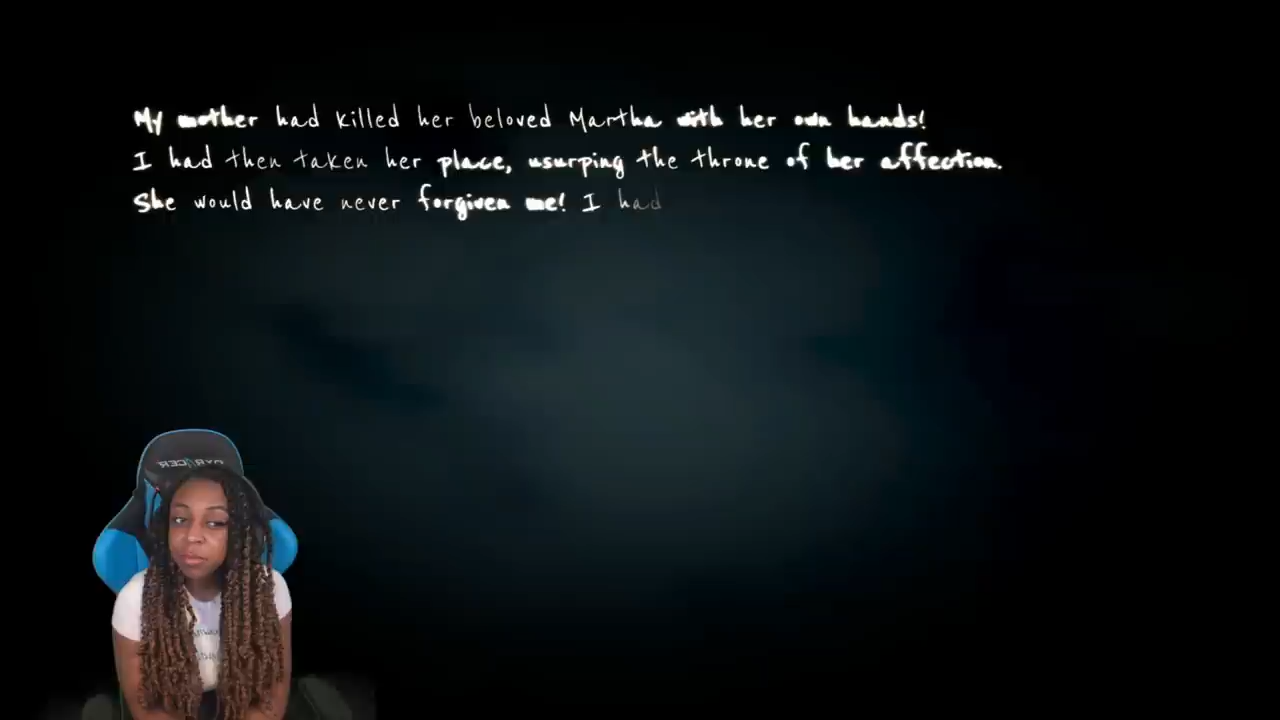 My mother had killed her beloved Martha with her own hands!
I had then taken her place, usurping the throne of her affection.
She would have never forgiven me! I had